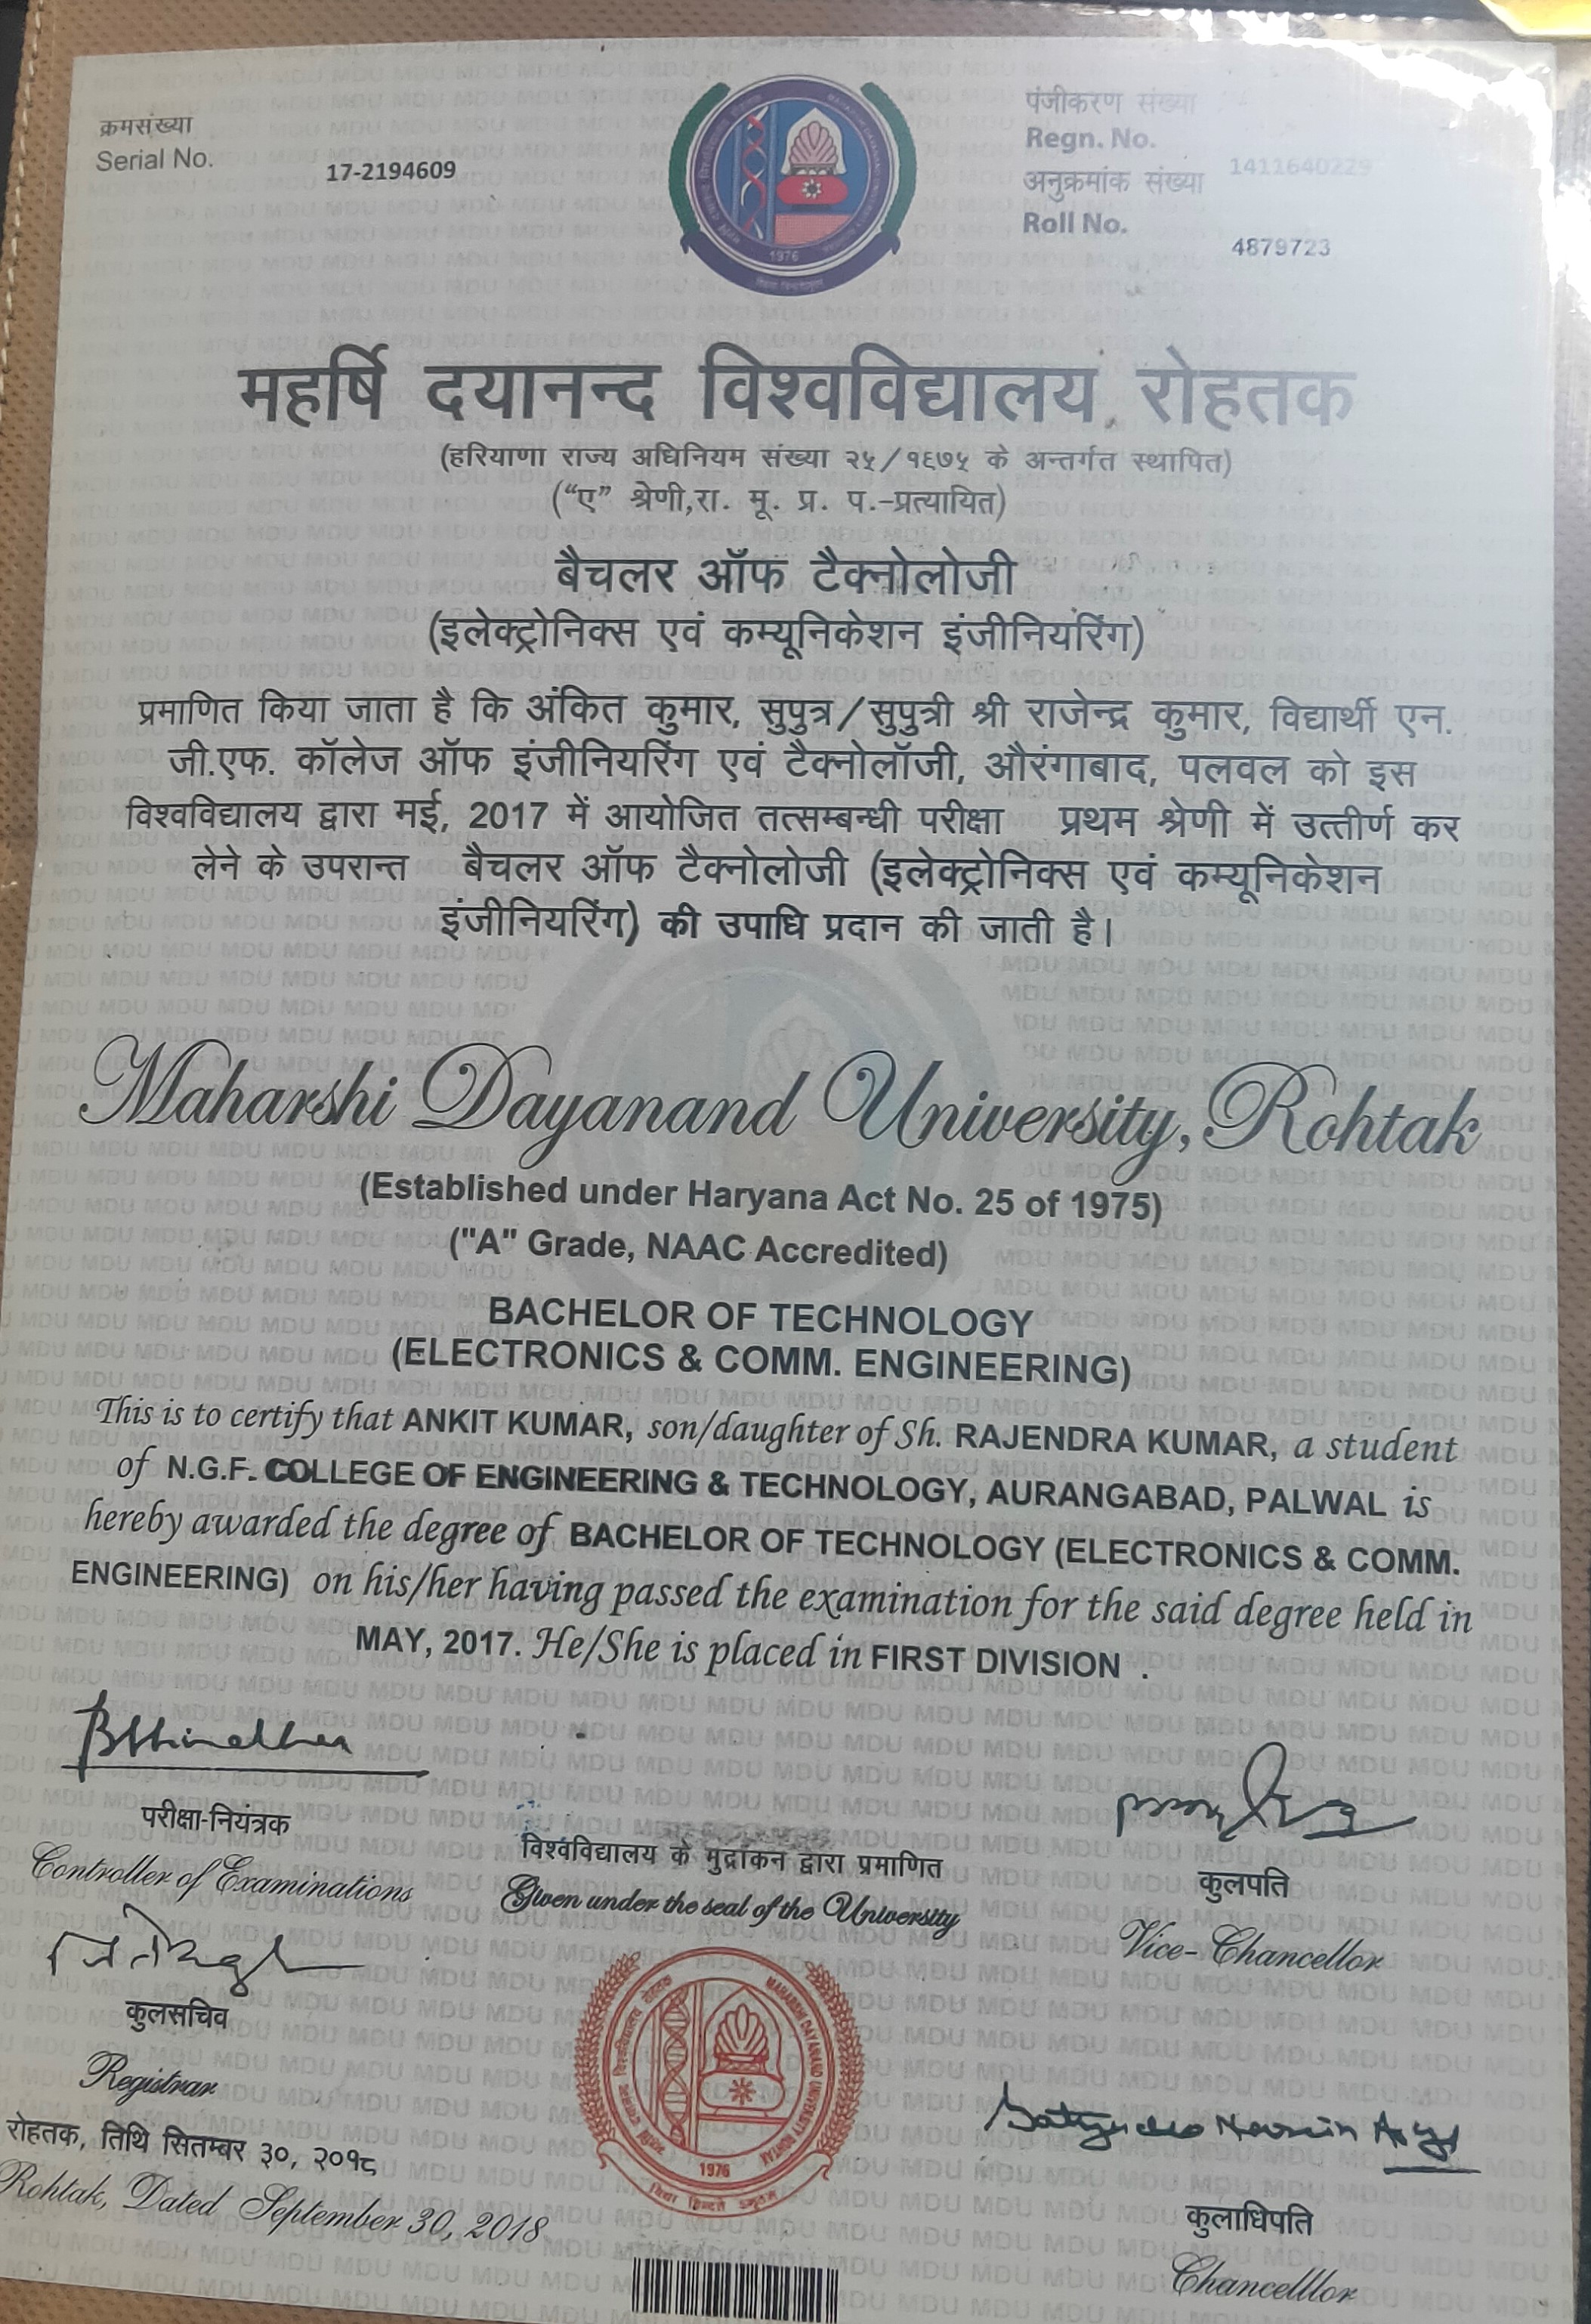 क्रमसंख्या
Serial No.
17-2194609
पंजीकरण संख्या
Regn. No.
1411640229
अनुक्रमांक संख्या
Roll No.
4879723
1976
महर्षि दयानन्द विश्वविद्यालय, रोहतक
(हरियाणा राज्य अधिनियम संख्या २५/१९७५ के अन्तर्गत स्थापित)
(“ए” श्रेणी,रा. मू. प्र. प.-प्रत्यायित)
बैचलर ऑफ टैक्नोलोजी
(इलेक्ट्रोनिक्स एवं कम्यूनिकेशन इंजीनियरिंग)
प्रमाणित किया जाता है कि अंकित कुमार, सुपुत्र/सुपुत्री श्री राजेन्द्र कुमार, विद्यार्थी एन.
जी.एफ. कॉलेज ऑफ इंजीनियरिंग एवं टैक्नोलॉजी, औरंगाबाद, पलवल को इस
विश्वविद्यालय द्वारा मई, 2017 में आयोजित तत्सम्बन्धी परीक्षा प्रथम श्रेणी में उत्तीर्ण कर
लेने के उपरान्त बैचलर ऑफ टैक्नोलोजी (इलेक्ट्रोनिक्स एवं कम्यूनिकेशन
इंजीनियरिंग) की उपाधि प्रदान की जाती है।
Maharshi Dayanand University, Rohtak
(Established under Haryana Act No. 25 of 1975)
("A" Grade, NAAC Accredited)
BACHELOR OF TECHNOLOGY
(ELECTRONICS & COMM. ENGINEERING)
This is to certify that ANKIT KUMAR, son/daughter of Sh. RAJENDRA KUMAR, a student
of N.G.F. COLLEGE OF ENGINEERING & TECHNOLOGY, AURANGABAD, PALWAL is
hereby awarded the degree of BACHELOR OF TECHNOLOGY (ELECTRONICS & COMM.
ENGINEERING) on his/her having passed the examination for the said degree held in
MAY, 2017. He/She is placed in FIRST DIVISION .
परीक्षा-नियंत्रक
Controller of Examinations
विश्वविद्यालय के मुद्रांकन द्वारा प्रमाणित
Given under the seal of the University
कुलपति
Vice-Chancellor
कुलसचिव
Registrar
MAHARSHI DAYANAND UNIVERSITY ROHTAK
1976
रोहतक, तिथि सितम्बर ३०, २०१८
Rohtak, Dated September 30, 2018
कुलाधिपति
Chancelllor